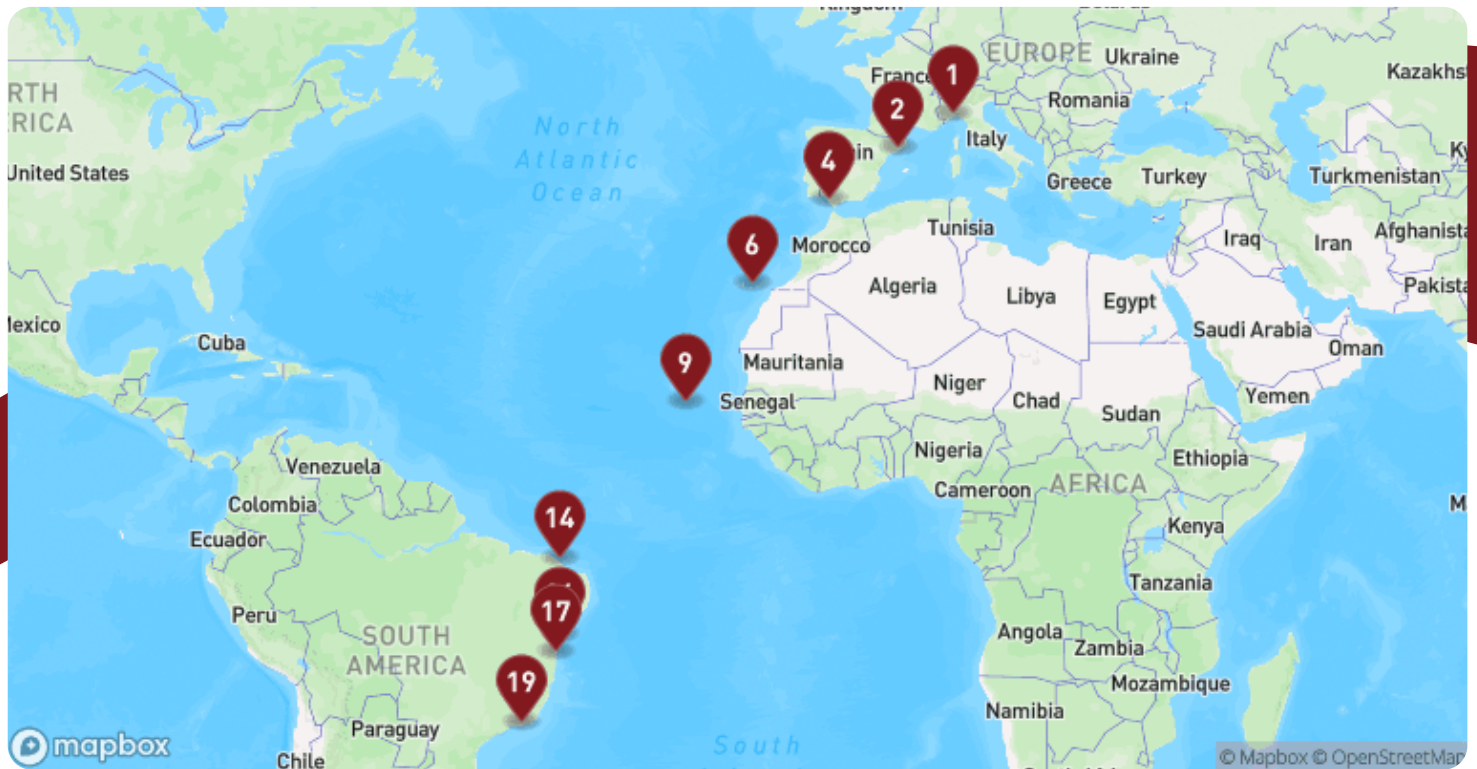 Kingdom
Belarus
EUROPE
Ukraine
1
France
Kazakhs
RTH
ERICA
Romania
2
North
Atlantic
Ocean
Italy
in
4
United States
Greece
Turkey
Turkmenistan
Ky
Tunisia
6
Morocco
Iraq
Iran
Afghanista
Algeria
Libya
Egypt
Pakista
Mexico
Cuba
Saudi Arabia
Oman
9
Mauritania
Niger
Chad
Yemen
Senegal
Sudan
Venezuela
Nigeria
Ethiopia
Colombia
Cameroon
AFRICA
M
14
Ecuador
Kenya
Tanzania
17
Peru
SOUTH
AMERICA
Angola
Zambia
19
Mozambique
Namibia
Paraguay
mapbox
South
Chile
© Mapbox © OpenStreetMap